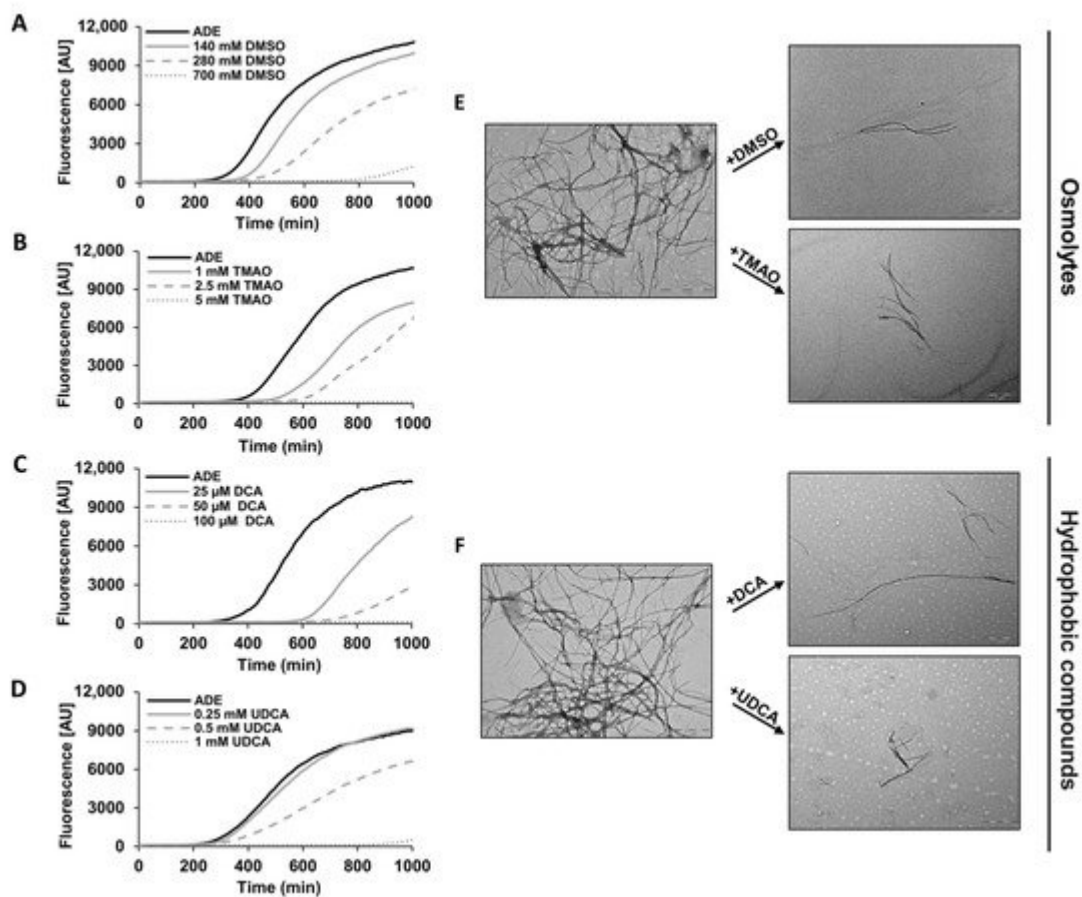 A
12,000
9000
6000
3000
0
Fluorescence [AU]
ADE
140 mM DMSO
280 mM DMSO
700 mM DMSO
0 200 400 600 800 1000
Time (min)
B
12,000
9000
6000
3000
0
Fluorescence [AU]
ADE
1 mM TMAO
2.5 mM TMAO
5 mM TMAO
0 200 400 600 800 1000
Time (min)
C
12,000
9000
6000
3000
0
Fluorescence [AU]
ADE
25 µM DCA
50 µM DCA
100 µM DCA
0 200 400 600 800 1000
Time (min)
D
12,000
9000
6000
3000
0
Fluorescence [AU]
ADE
0.25 mM UDCA
0.5 mM UDCA
1 mM UDCA
0 200 400 600 800 1000
Time (min)
E
+DMSO
+TMAO
Osmolytes
F
+DCA
+UDCA
Hydrophobic compounds